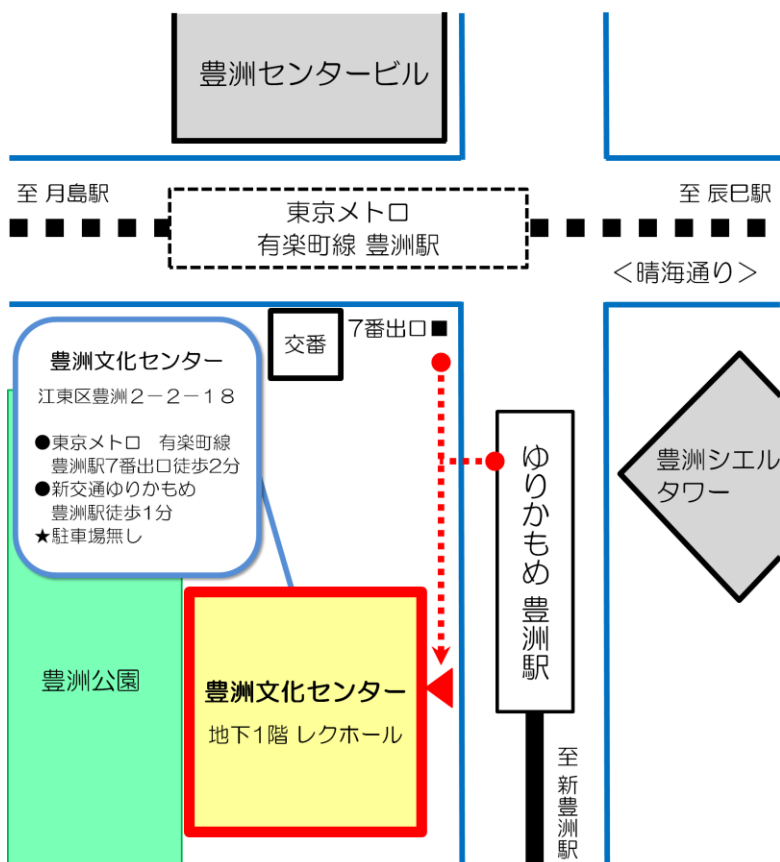 豊洲センタービル
至 月島駅
東京メトロ
有楽町線 豊洲駅
至 辰巳駅
＜晴海通り＞
交番
7番出口■
豊洲文化センター
江東区豊洲２－２－１８
●東京メトロ　有楽町線
豊洲駅7番出口徒歩2分
●新交通ゆりかもめ
豊洲駅徒歩1分
★駐車場無し
ゆりかもめ 豊洲駅
豊洲シエル
タワー
豊洲公園
豊洲文化センター
地下1階 レクホール
至 新豊洲駅